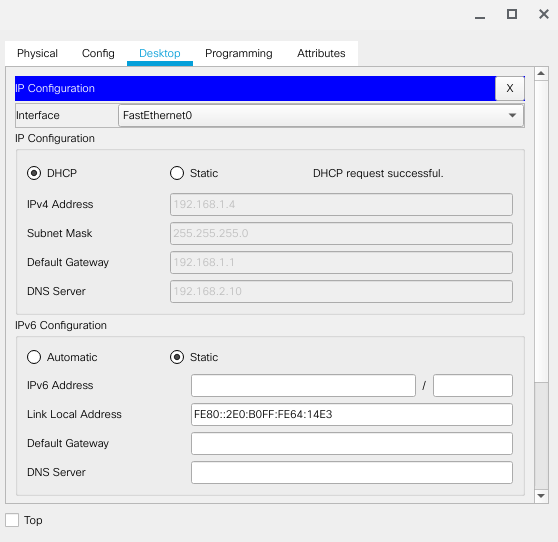 Physical Config Desktop Programming Attributes
IP Configuration X
Interface FastEthernet0
IP Configuration
DHCP Static DHCP request successful.
IPv4 Address 192.168.1.4
Subnet Mask 255.255.255.0
Default Gateway 192.168.1.1
DNS Server 192.168.2.10
IPv6 Configuration
Automatic Static
IPv6 Address /
Link Local Address FE80::2E0:B0FF:FE64:14E3
Default Gateway
DNS Server
Top